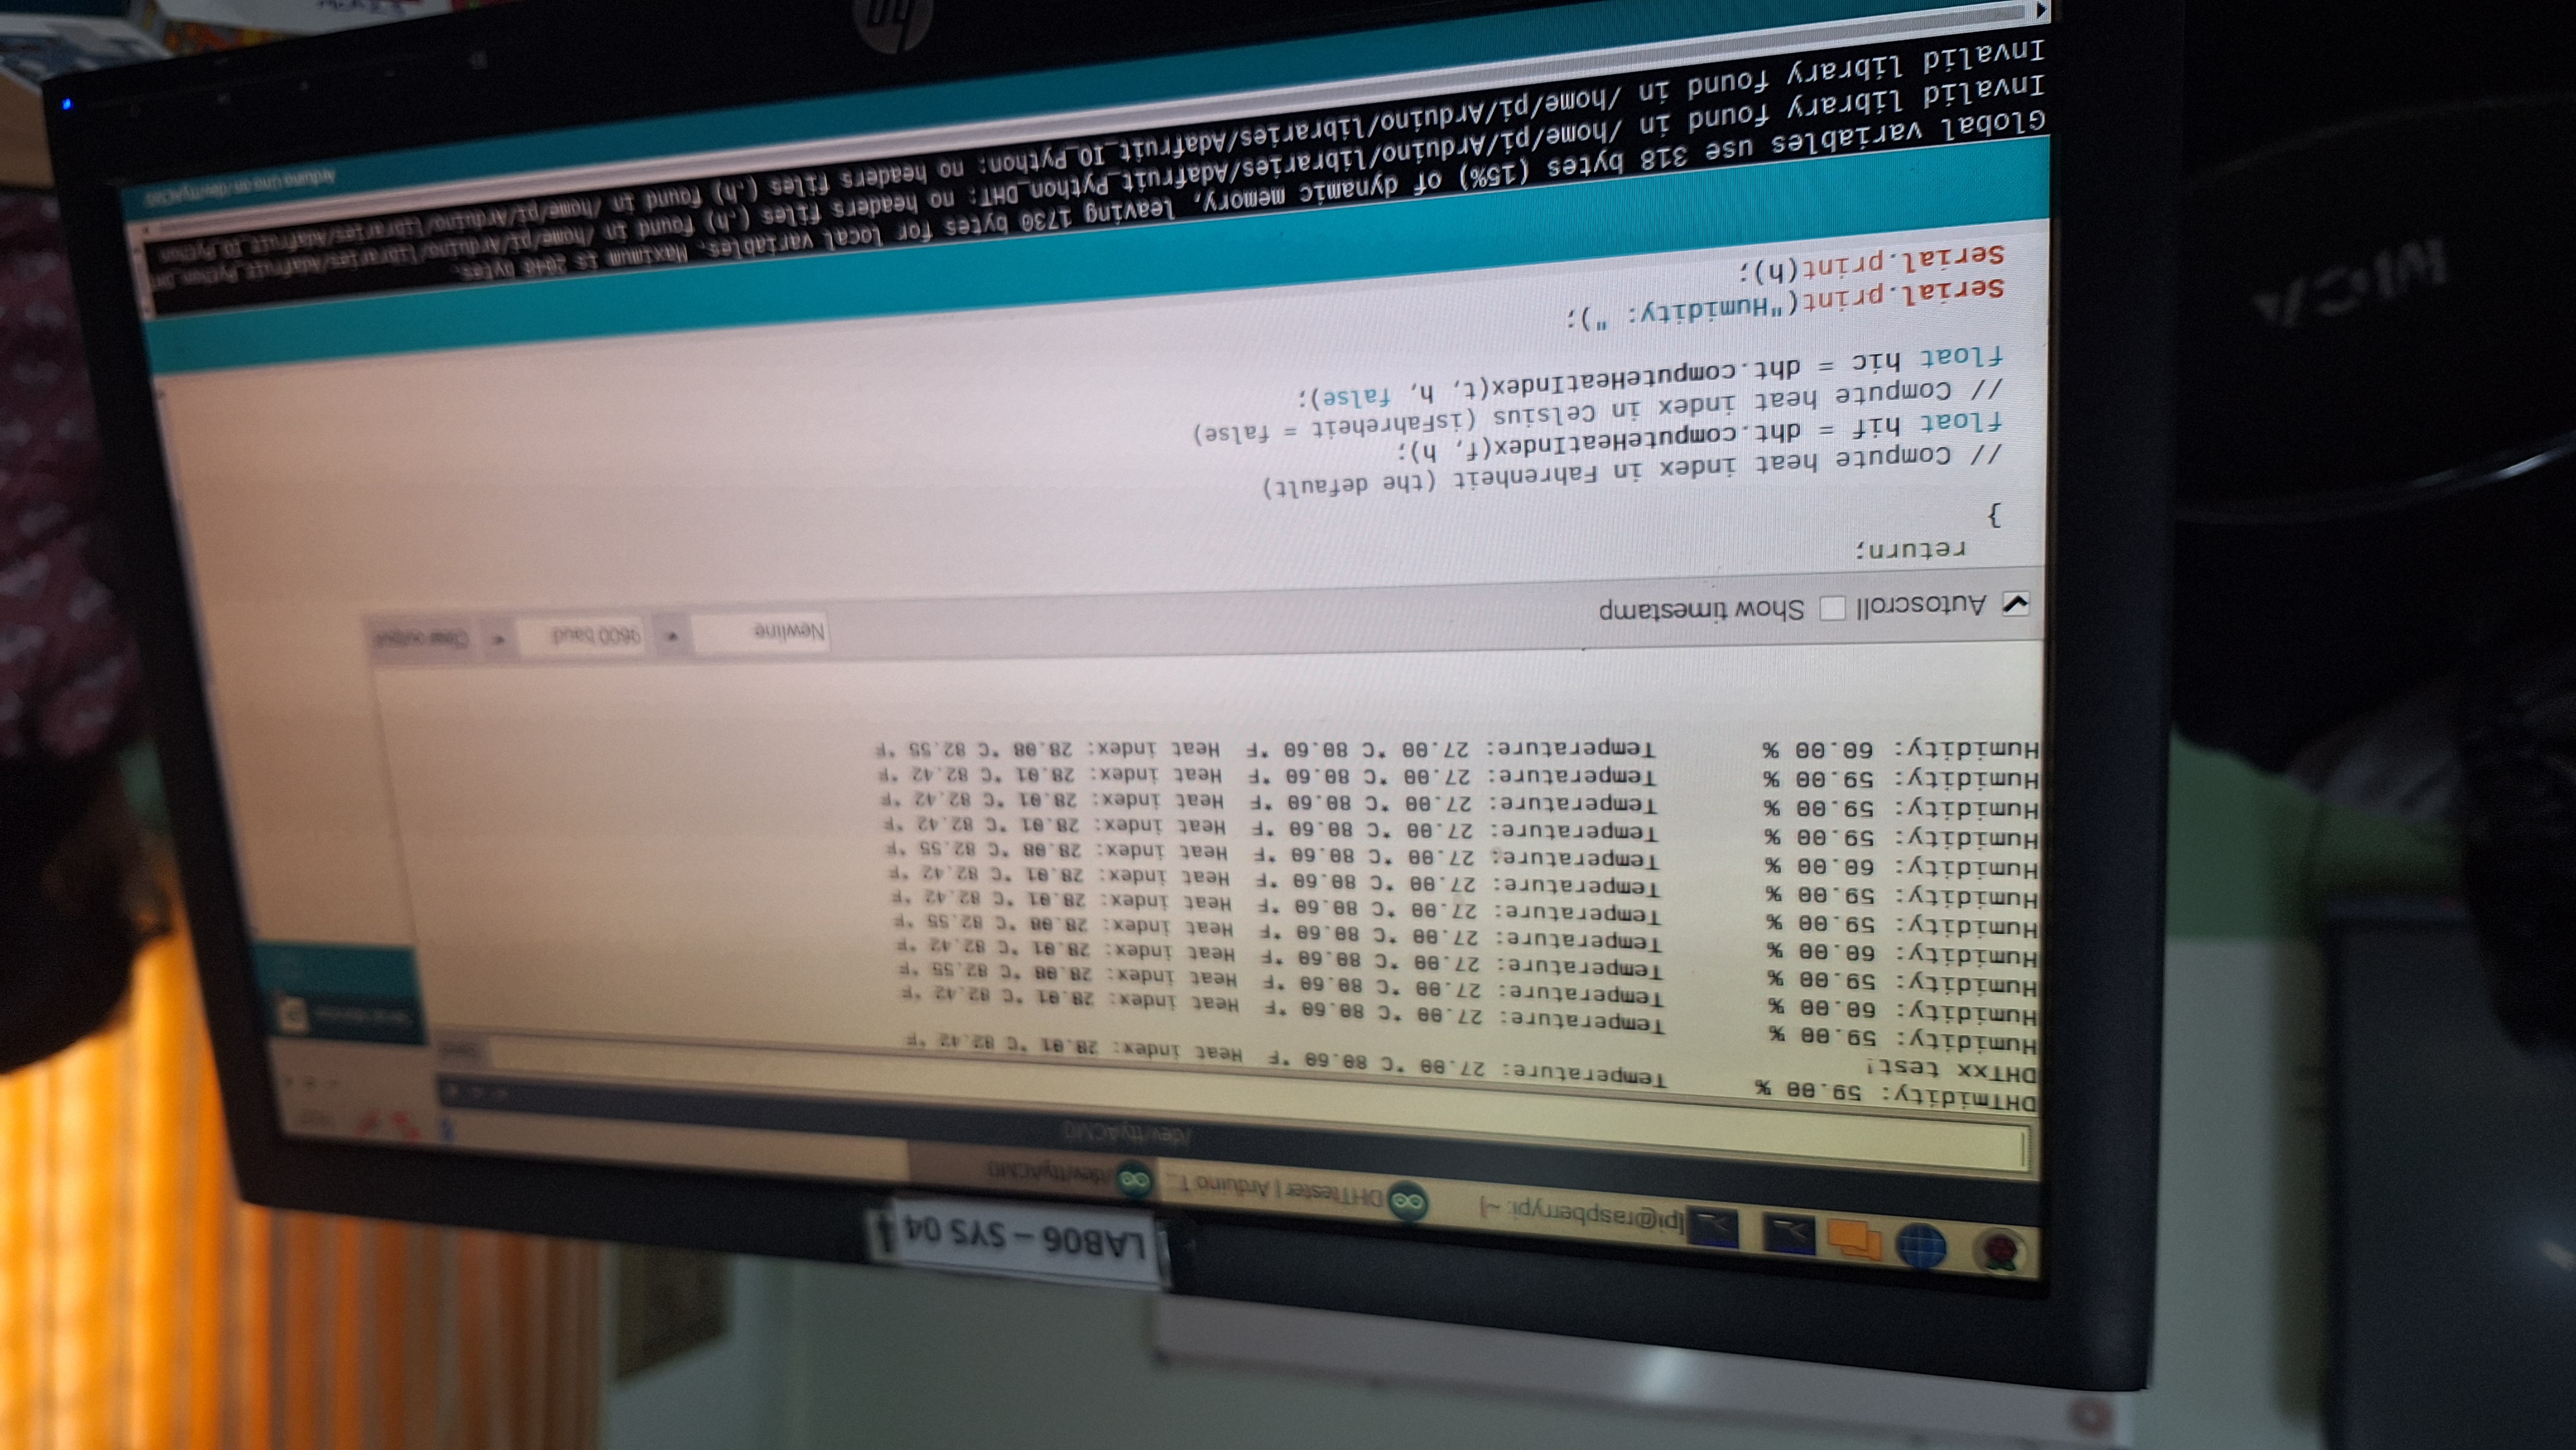 LAB06 – SYS 04
[pi@raspberrypi: ~]
DHTtester | Arduino 1...
/dev/ttyACM0
/dev/ttyACM0
DHTmidity: 59.00 % Temperature: 27.00 *C 80.60 *F Heat index: 28.01 *C 82.42 *F
DHTxx test!
Humidity: 59.00 % Temperature: 27.00 *C 80.60 *F Heat index: 28.01 *C 82.42 *F
Humidity: 60.00 % Temperature: 27.00 *C 80.60 *F Heat index: 28.08 *C 82.55 *F
Humidity: 59.00 % Temperature: 27.00 *C 80.60 *F Heat index: 28.01 *C 82.42 *F
Humidity: 60.00 % Temperature: 27.00 *C 80.60 *F Heat index: 28.08 *C 82.55 *F
Humidity: 59.00 % Temperature: 27.00 *C 80.60 *F Heat index: 28.01 *C 82.42 *F
Humidity: 59.00 % Temperature: 27.00 *C 80.60 *F Heat index: 28.01 *C 82.42 *F
Humidity: 60.00 % Temperature: 27.00 *C 80.60 *F Heat index: 28.08 *C 82.55 *F
Humidity: 59.00 % Temperature: 27.00 *C 80.60 *F Heat index: 28.01 *C 82.42 *F
Humidity: 59.00 % Temperature: 27.00 *C 80.60 *F Heat index: 28.01 *C 82.42 *F
Humidity: 59.00 % Temperature: 27.00 *C 80.60 *F Heat index: 28.01 *C 82.42 *F
Humidity: 60.00 % Temperature: 27.00 *C 80.60 *F Heat index: 28.08 *C 82.55 *F
Autoscroll Show timestamp Newline 9600 baud Clear output
return;
}
// Compute heat index in Fahrenheit (the default)
float hif = dht.computeHeatIndex(f, h);
// Compute heat index in Celsius (isFahreheit = false)
float hic = dht.computeHeatIndex(t, h, false);
Serial.print("Humidity: ");
Serial.print(h);
Global variables use 318 bytes (15%) of dynamic memory, leaving 1730 bytes for local variables. Maximum is 2048 bytes.
Invalid library found in /home/pi/Arduino/libraries/Adafruit_Python_DHT: no headers files (.h) found in /home/pi/Arduino/libraries/Adafruit_Python_DHT
Invalid library found in /home/pi/Arduino/libraries/Adafruit_IO_Python: no headers files (.h) found in /home/pi/Arduino/libraries/Adafruit_IO_Python
Arduino Uno on /dev/ttyACM0
MCA
hp